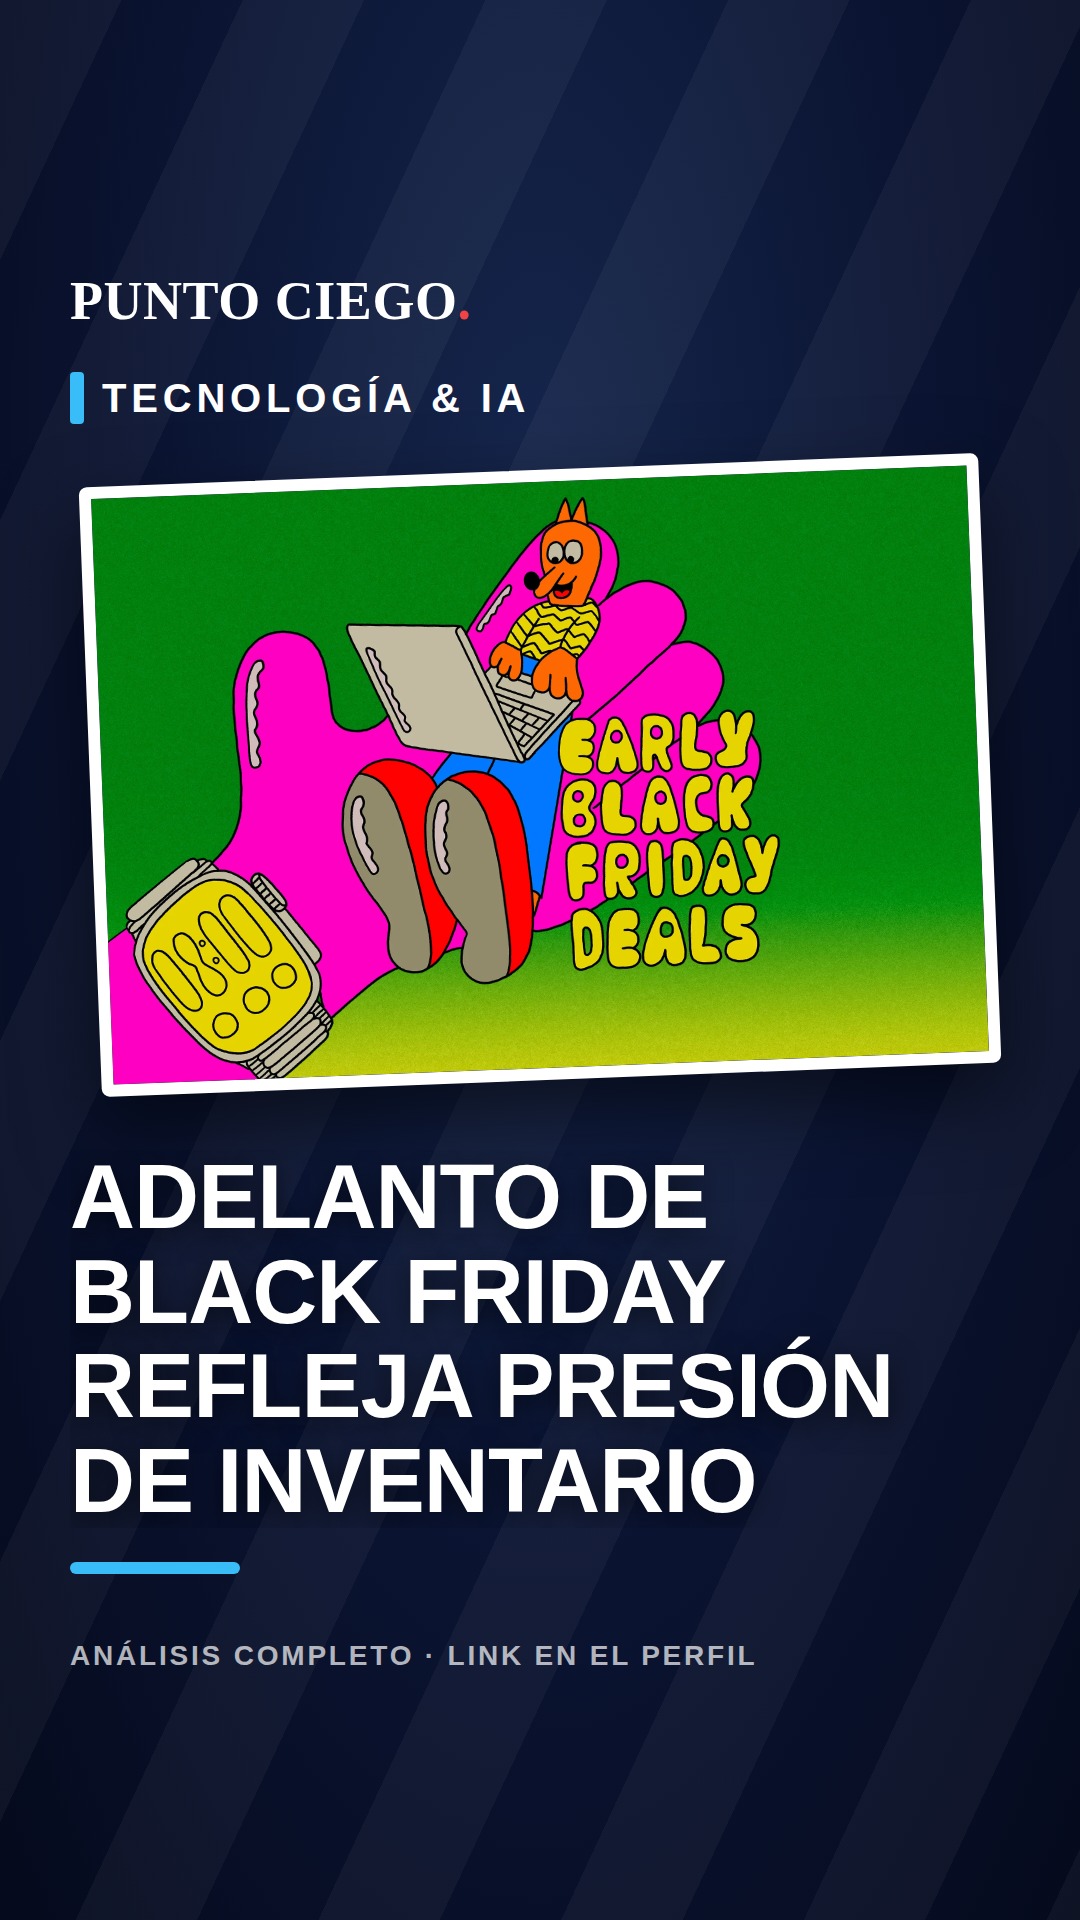 PUNTO CIEGO.
TECNOLOGÍA & IA
EARLY
BLACK
FRIDAY
DEALS
ADELANTO DE
BLACK FRIDAY
REFLEJA PRESIÓN
DE INVENTARIO
ANÁLISIS COMPLETO · LINK EN EL PERFIL